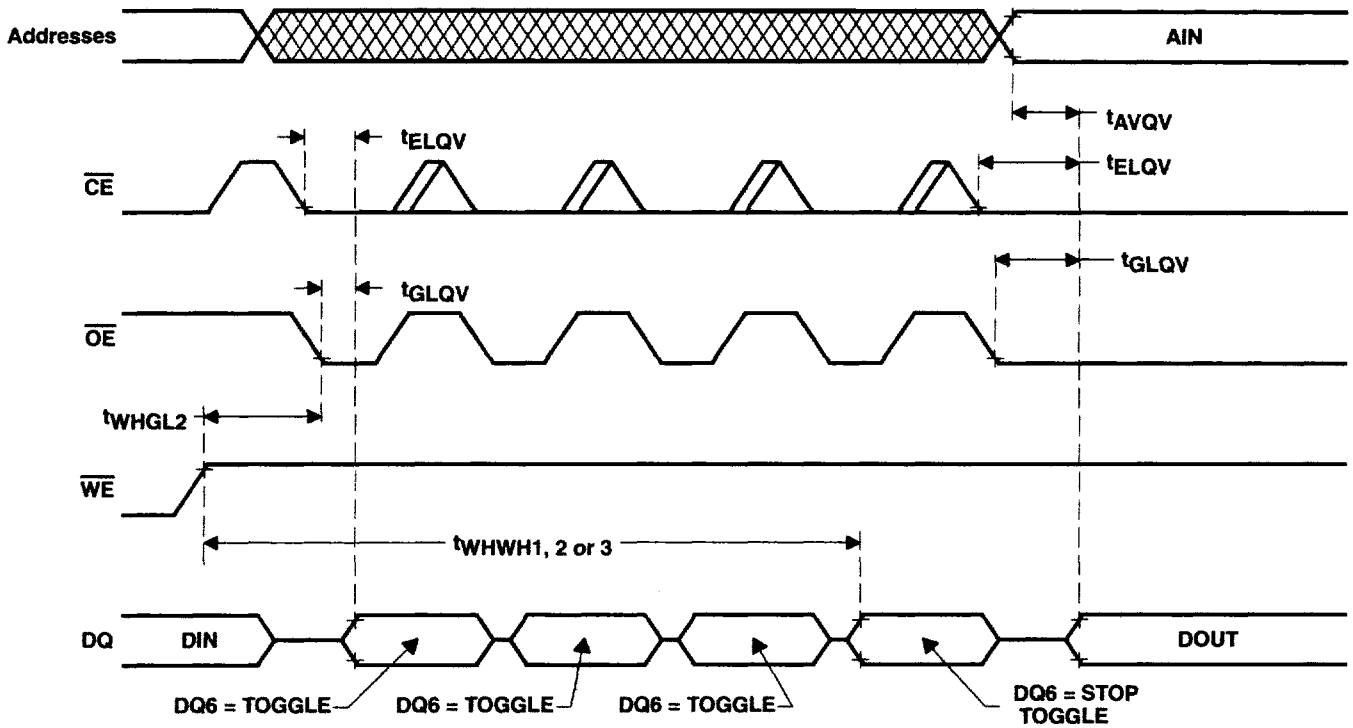 Addresses
AIN
tAVQV
tELQV
tELQV
CE
tGLQV
tGLQV
OE
tWHGL2
WE
tWHWH1, 2 or 3
DQ
DIN
DOUT
DQ6 = TOGGLE
DQ6 = TOGGLE
DQ6 = TOGGLE
DQ6 = STOP
TOGGLE